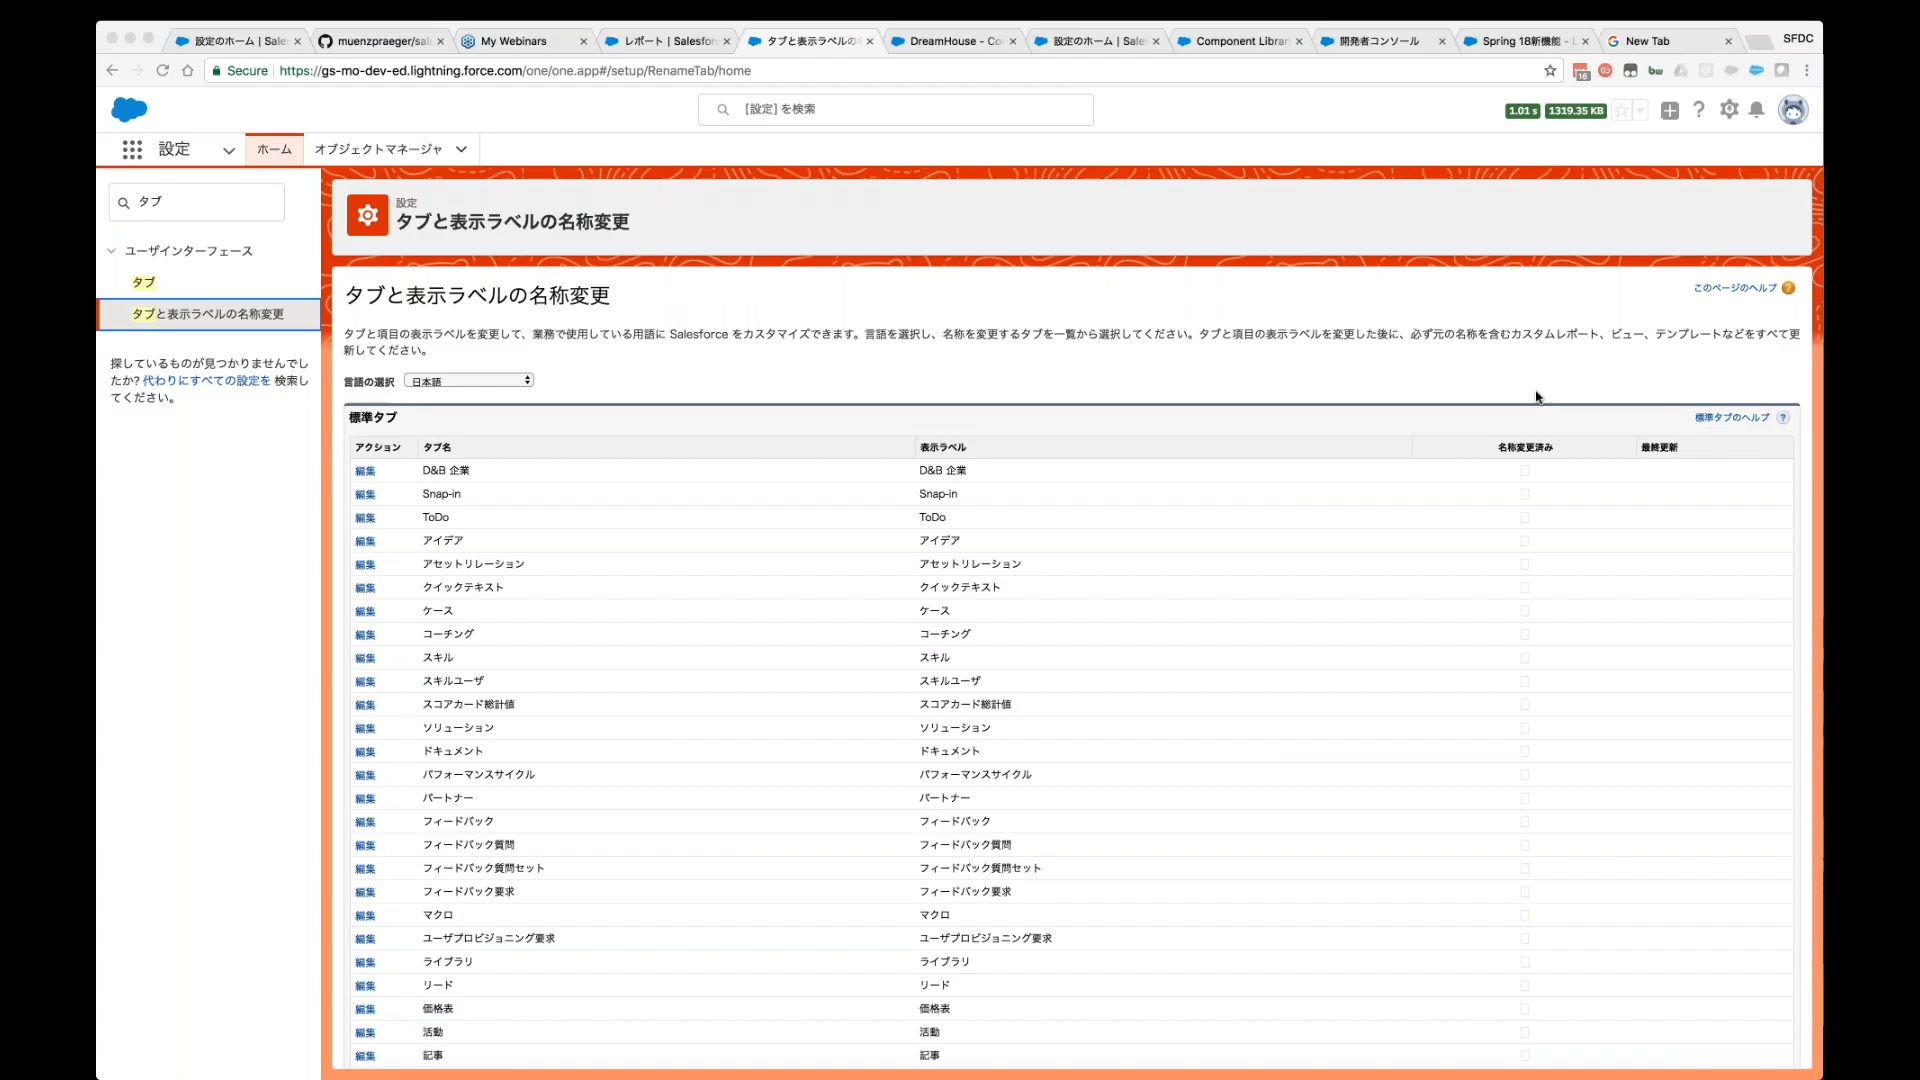 設定のホーム | Sale
muenzpraeger/sal
My Webinars
レポート | Salesfor
タブと表示ラベルの
DreamHouse - Co
設定のホーム | Sale
Component Librar
開発者コンソール
Spring 18新機能 - L
New Tab
SFDC
Secure
https://gs-mo-dev-ed.lightning.force.com/one/one.app#/setup/RenameTab/home
16
[設定] を検索
1.01 s
1319.35 KB
設定
ホーム
オブジェクトマネージャ
タブ
ユーザインターフェース
タブ
タブと表示ラベルの名称変更
探しているものが見つかりませんでし
たか? 代わりにすべての設定を 検索し
てください。
設定
タブと表示ラベルの名称変更
タブと表示ラベルの名称変更
このページのヘルプ ?
タブと項目の表示ラベルを変更して、業務で使用している用語に Salesforce をカスタマイズできます。言語を選択し、名称を変更するタブを一覧から選択してください。タブと項目の表示ラベルを変更した後に、必ず元の名称を含むカスタムレポート、ビュー、テンプレートなどをすべて更
新してください。
言語の選択 日本語
標準タブ
標準タブのヘルプ ?
アクション タブ名 表示ラベル 名称変更済み 最終更新
編集 D&B 企業 D&B 企業
編集 Snap-in Snap-in
編集 ToDo ToDo
編集 アイデア アイデア
編集 アセットリレーション アセットリレーション
編集 クイックテキスト クイックテキスト
編集 ケース ケース
編集 コーチング コーチング
編集 スキル スキル
編集 スキルユーザ スキルユーザ
編集 スコアカード総計値 スコアカード総計値
編集 ソリューション ソリューション
編集 ドキュメント ドキュメント
編集 パフォーマンスサイクル パフォーマンスサイクル
編集 パートナー パートナー
編集 フィードバック フィードバック
編集 フィードバック質問 フィードバック質問
編集 フィードバック質問セット フィードバック質問セット
編集 フィードバック要求 フィードバック要求
編集 マクロ マクロ
編集 ユーザプロビジョニング要求 ユーザプロビジョニング要求
編集 ライブラリ ライブラリ
編集 リード リード
編集 価格表 価格表
編集 活動 活動
編集 記事 記事